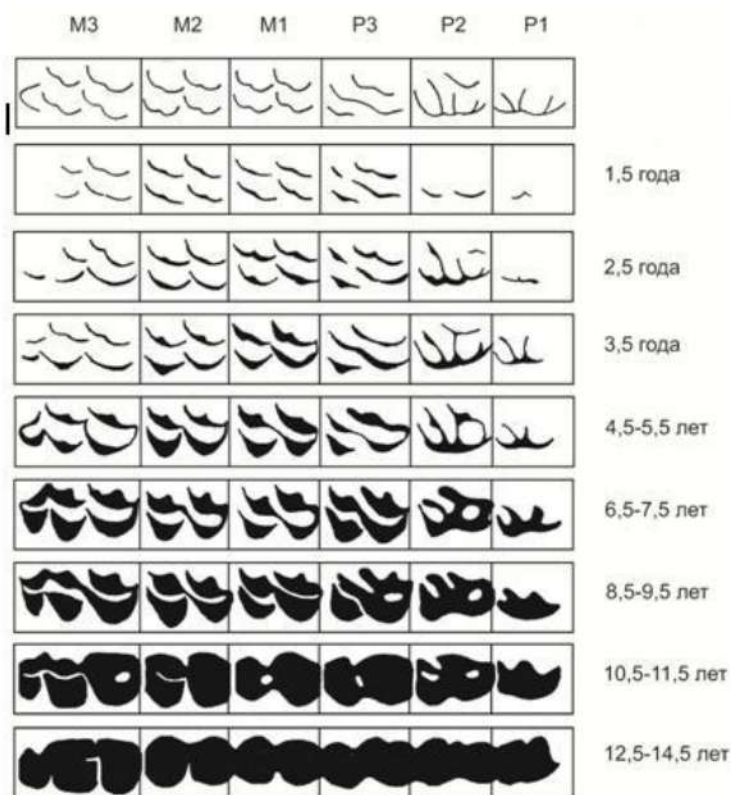 M3 M2 M1 P3 P2 P1
1,5 года
2,5 года
3,5 года
4,5-5,5 лет
6,5-7,5 лет
8,5-9,5 лет
10,5-11,5 лет
12,5-14,5 лет